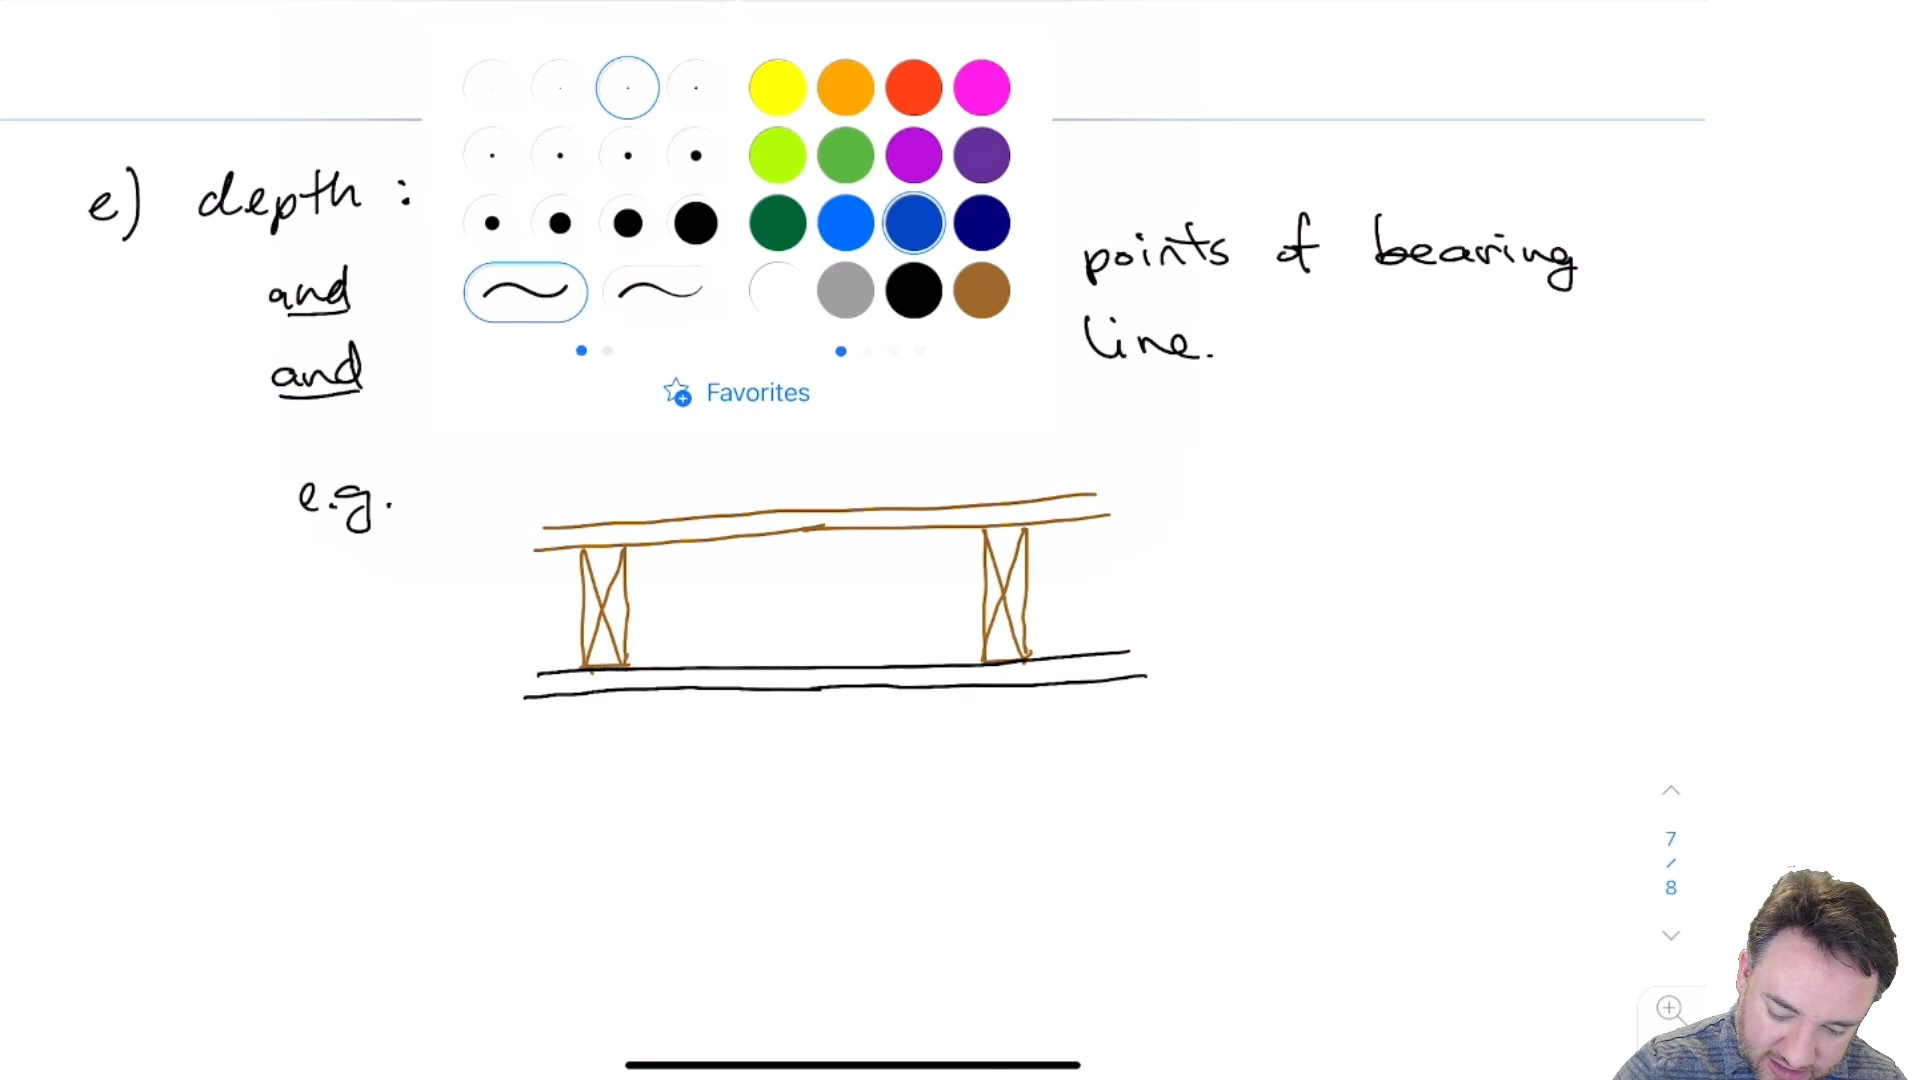 e) depth :
points of bearing
and
line.
and
Favorites
e.g.
7
/
8